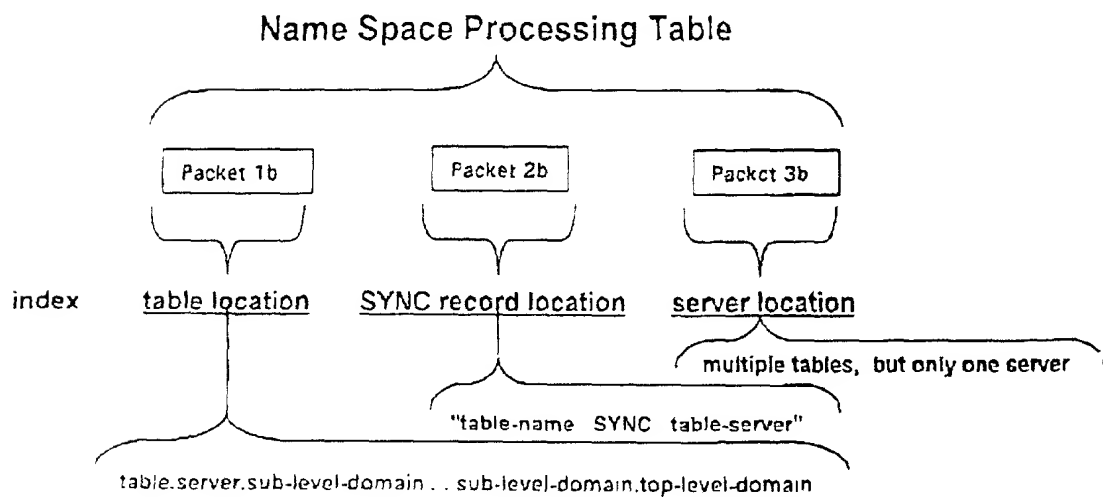 Name Space Processing Table
Packet 1b
Packet 2b
Packet 3b
index table location SYNC record location server location
multiple tables, but only one server
"table-name SYNC table-server"
table.server.sub-level-domain . . sub-level-domain.top-level-domain